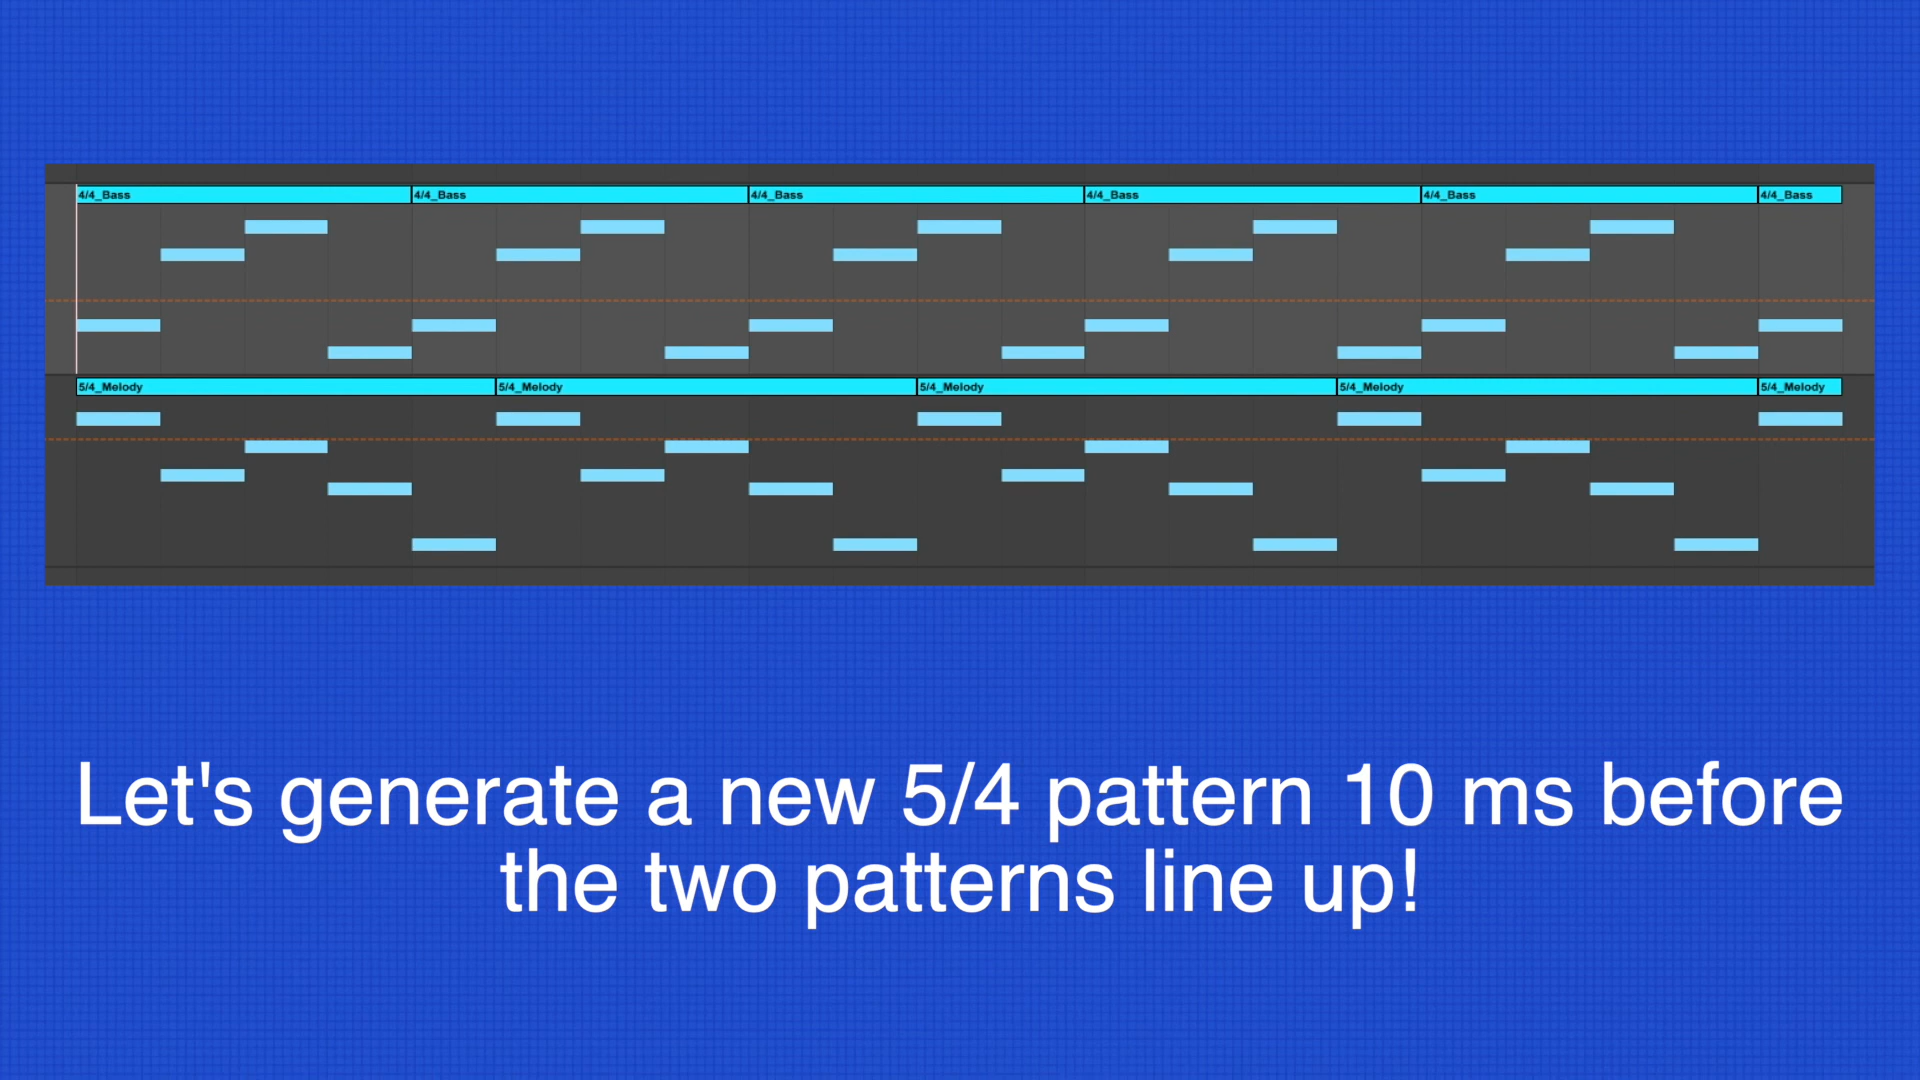 4/4_Bass 4/4_Bass 4/4_Bass 4/4_Bass 4/4_Bass 4/4_Bass
5/4_Melody 5/4_Melody 5/4_Melody 5/4_Melody 5/4_Melody
Let's generate a new 5/4 pattern 10 ms before
the two patterns line up!